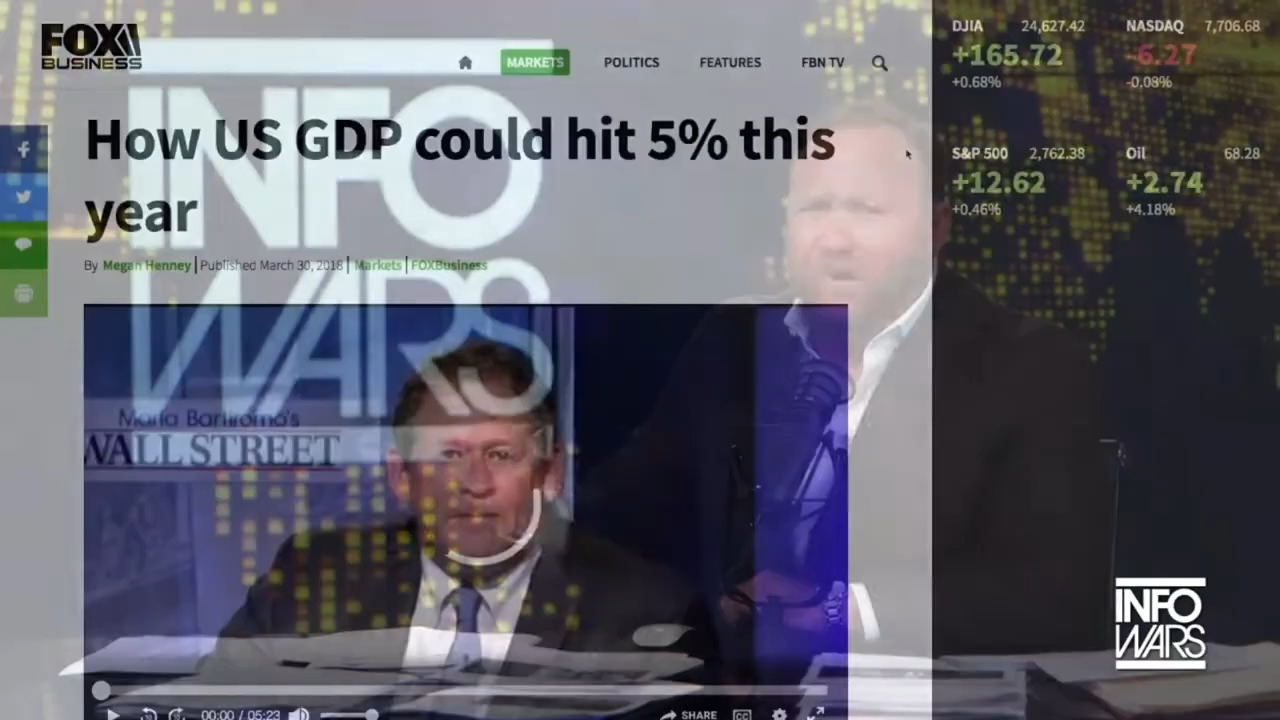 FOX
BUSINESS
MARKETS
POLITICS
FEATURES
FBN TV
DJIA 24,627.42
+165.72
+0.68%
NASDAQ 7,706.68
-6.27
-0.08%
S&P 500 2,762.38
+12.62
+0.46%
Oil 68.28
+2.74
+4.18%
How US GDP could hit 5% this
year
By Megan Henney | Published March 30, 2018 | Markets | FOXBusiness
INFO
WARS
Maria Bartiromo's
WALL STREET
00:00 / 05:23
SHARE
CC
INFO
WARS